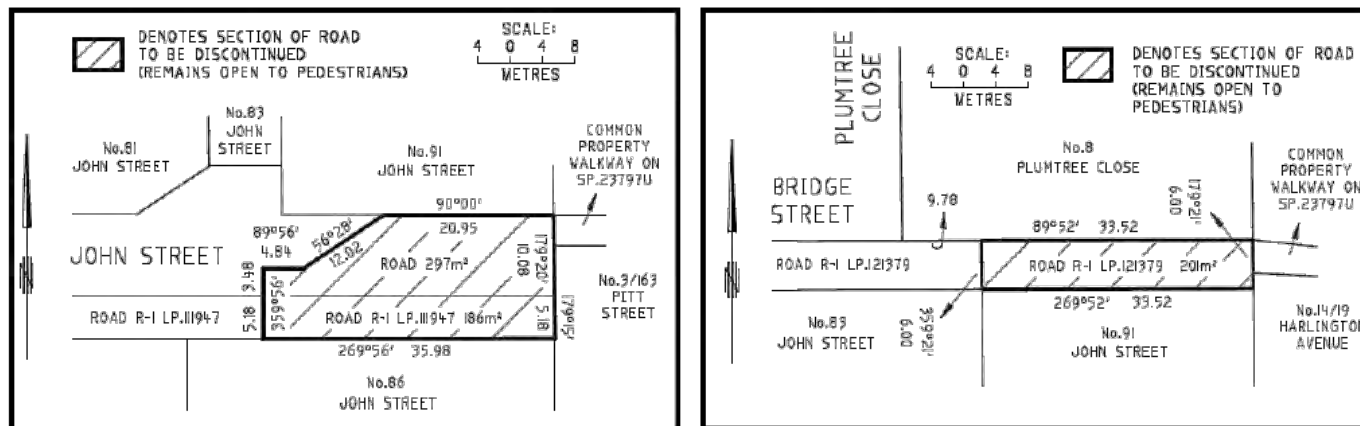 DENOTES SECTION OF ROAD
TO BE DISCONTINUED
(REMAINS OPEN TO PEDESTRIANS)
SCALE:
4 0 4 8
METRES
No.83
JOHN
STREET
No.81
JOHN STREET
No.91
JOHN STREET
COMMON
PROPERTY
WALKWAY ON
SP.23797U
90°00'
20.95
89°56'
4.84
56°28'
12.02
JOHN STREET
ROAD 297m²
179°20'
10.08
3.48
359°56'
No.3/163
PITT
STREET
ROAD R-1 LP.111947
5.18
ROAD R-1 LP.111947 186m²
5.18
179°15'
269°56' 35.98
No.86
JOHN STREET
N
PLUMTREE
CLOSE
SCALE:
4 0 4 8
METRES
DENOTES SECTION OF ROAD
TO BE DISCONTINUED
(REMAINS OPEN TO
PEDESTRIANS)
No.8
PLUMTREE CLOSE
COMMON
PROPERTY
WALKWAY ON
SP.23797U
BRIDGE
STREET
9.78
179°21'
6.00
89°52' 33.52
ROAD R-1 LP.121379
ROAD R-1 LP.121379 201m²
269°52' 33.52
No.83
JOHN STREET
359°21'
6.00
No.91
JOHN STREET
No.14/19
HARLINGTON
AVENUE
N